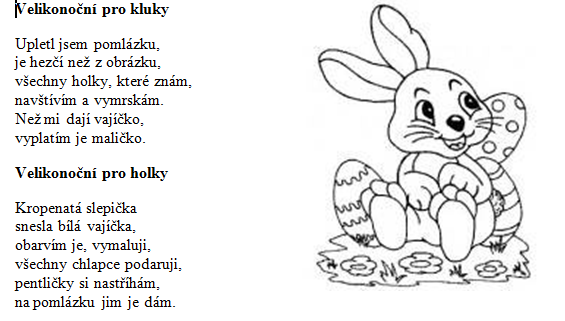 Velikonoční pro kluky
Upletl jsem pomlázku,
je hezčí než z obrázku,
všechny holky, které znám,
navštívím a vymrskám.
Než mi dají vajíčko,
vyplatím je maličko.
Velikonoční pro holky
Kropenatá slepička
snesla bílá vajíčka,
obarvím je, vymaluji,
všechny chlapce podaruji,
pentličky si nastříhám,
na pomlázku jim je dám.